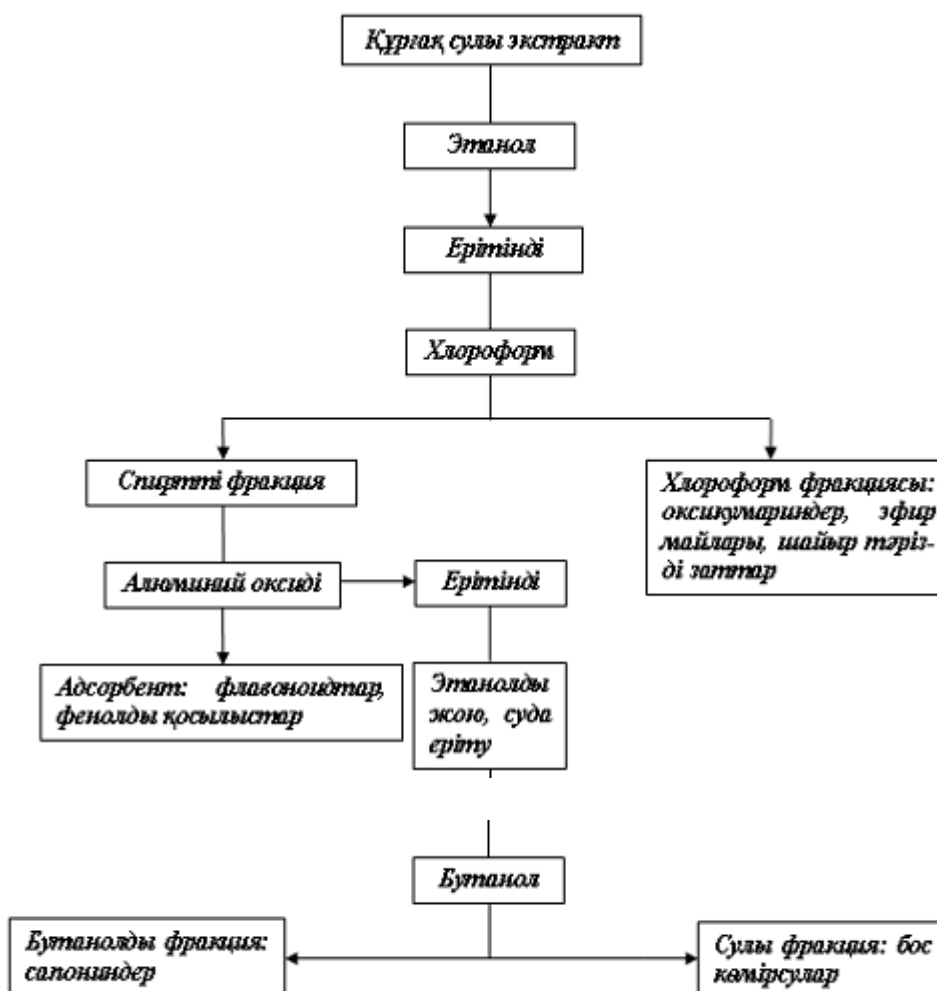 Құрғақ сулы экстракт
Этанол
Ерітінді
Хлороформ
Спиртті фракция
Хлороформ фракциясы:
оксикумариндер, эфир
майлары, шайыр тәріз-
ді заттар
Алюминий оксиді
Ерітінді
Адсорбент: флавоноидтар,
фенолды қосылыстар
Этанолды
жою, суда
еріту
Бутанол
Бутанолды фракция:
сапониндер
Сулы фракция: бос
көмірсулар